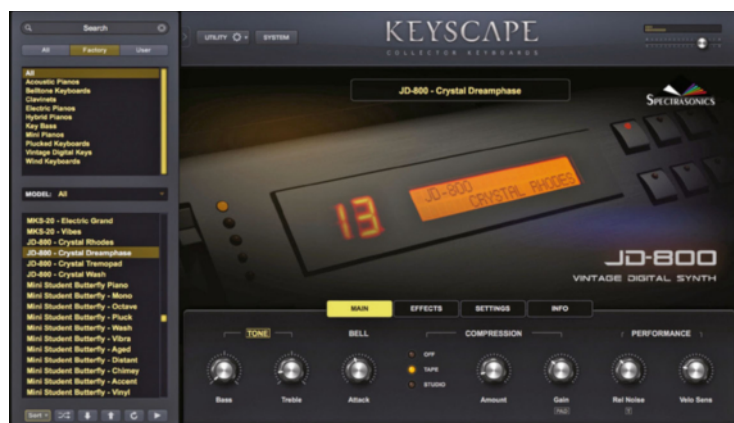 Search
All Factory User
All
Acoustic Pianos
Belltone Keyboards
Clavinets
Electric Pianos
Hybrid Pianos
Key Bass
Mini Pianos
Plucked Keyboards
Vintage Digital Keys
Wind Keyboards
MODEL: All
MKS-20 - Electric Grand
MKS-20 - Vibes
JD-800 - Crystal Rhodes
JD-800 - Crystal Dreamphase
JD-800 - Crystal Tremopad
JD-800 - Crystal Wash
Mini Student Butterfly Piano
Mini Student Butterfly - Mono
Mini Student Butterfly - Octave
Mini Student Butterfly - Pluck
Mini Student Butterfly - Wash
Mini Student Butterfly - Vibra
Mini Student Butterfly - Aged
Mini Student Butterfly - Distant
Mini Student Butterfly - Chimey
Mini Student Butterfly - Accent
Mini Student Butterfly - Vinyl
Sort
UTILITY SYSTEM
KEYSCAPE
COLLECTOR KEYBOARDS
JD-800 - Crystal Dreamphase
SPECTRASONICS
13
JD-800
CRYSTAL RHODES
JD-800
VINTAGE DIGITAL SYNTH
MAIN EFFECTS SETTINGS INFO
TONE BELL COMPRESSION PERFORMANCE
OFF
TAPE
STUDIO
Bass Treble Attack Amount Gain Rel Noise Velo Sens
PAD